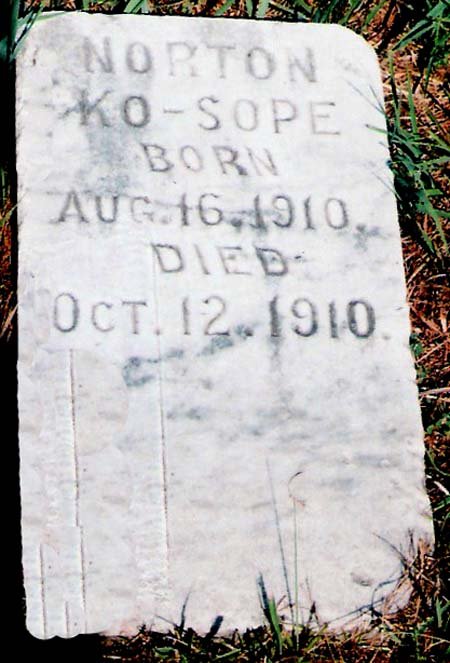 NORTON
KO-SOPE
BORN
AUG. 16. 1910.
DIED
OCT. 12. 1910.